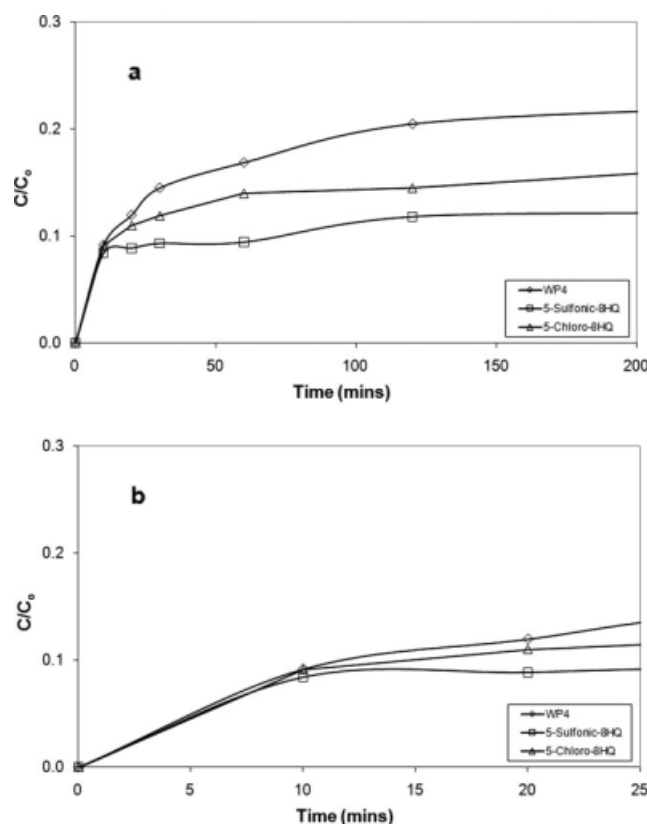 a
0.3
0.2
0.1
0.0
C/Co
0 50 100 150 200
Time (mins)
WP4
5-Sulfonic-8HQ
5-Chloro-8HQ
b
0.3
0.2
0.1
0.0
C/Co
0 5 10 15 20 25
Time (mins)
WP4
5-Sulfonic-8HQ
5-Chloro-8HQ